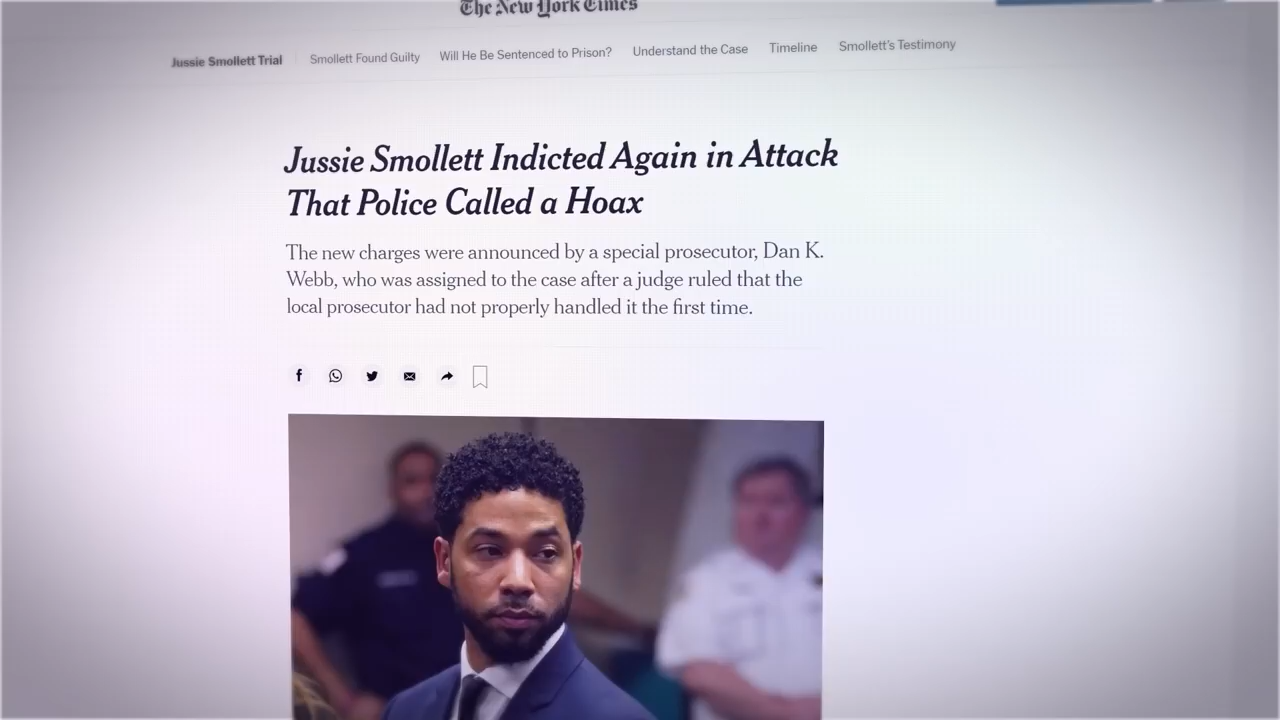 The New York Times
Jussie Smollett Trial Smollett Found Guilty Will He Be Sentenced to Prison? Understand the Case Timeline Smollett's Testimony
Jussie Smollett Indicted Again in Attack
That Police Called a Hoax
The new charges were announced by a special prosecutor, Dan K.
Webb, who was assigned to the case after a judge ruled that the
local prosecutor had not properly handled it the first time.